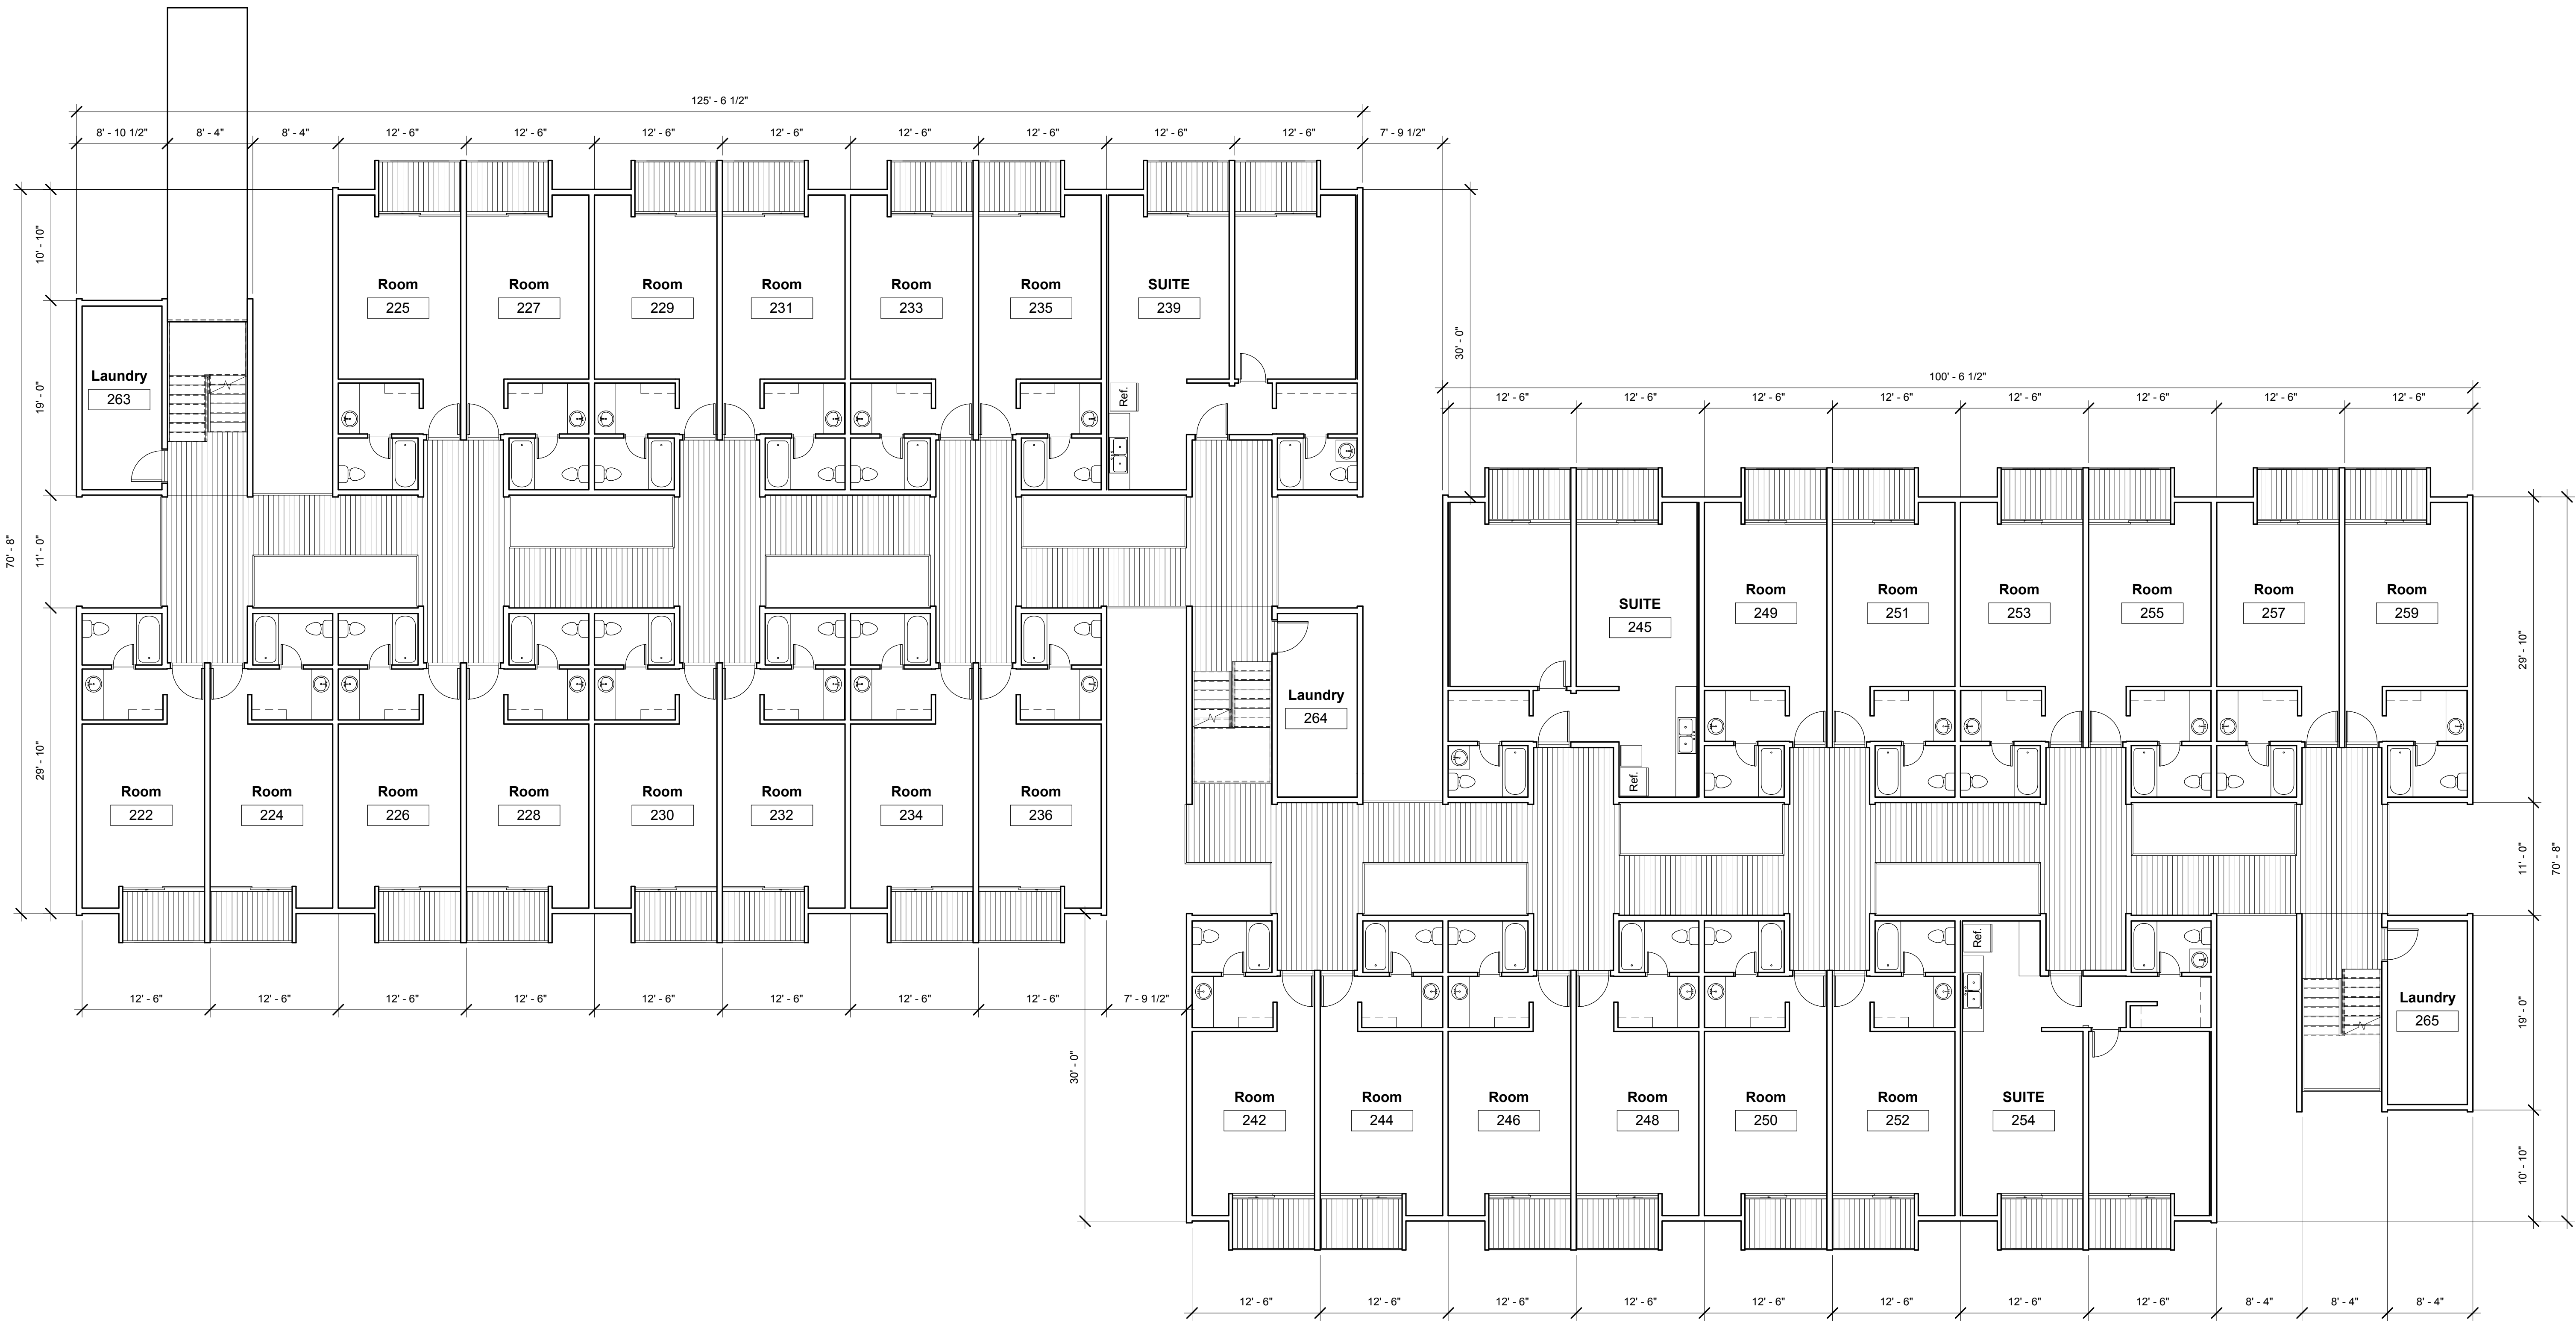 125' - 6 1/2"
8' - 10 1/2" 8' - 4" 8' - 4" 12' - 6" 12' - 6" 12' - 6" 12' - 6" 12' - 6" 12' - 6" 12' - 6" 12' - 6" 7' - 9 1/2"
10' - 10"
19' - 0"
11' - 0"
29' - 10"
70' - 8"
Room Room Room Room Room Room SUITE
225 227 229 231 233 235 239
Laundry
263
Ref.
30' - 0"
100' - 6 1/2"
12' - 6" 12' - 6" 12' - 6" 12' - 6" 12' - 6" 12' - 6" 12' - 6" 12' - 6"
SUITE
245
Room Room Room Room Room Room
249 251 253 255 257 259
Ref.
29' - 10"
11' - 0"
19' - 0"
10' - 10"
70' - 8"
Laundry
264
Room Room Room Room Room Room Room Room
222 224 226 228 230 232 234 236
12' - 6" 12' - 6" 12' - 6" 12' - 6" 12' - 6" 12' - 6" 12' - 6" 12' - 6" 7' - 9 1/2"
30' - 0"
Ref.
Laundry
265
Room Room Room Room Room Room SUITE
242 244 246 248 250 252 254
12' - 6" 12' - 6" 12' - 6" 12' - 6" 12' - 6" 12' - 6" 12' - 6" 12' - 6" 8' - 4" 8' - 4" 8' - 4"